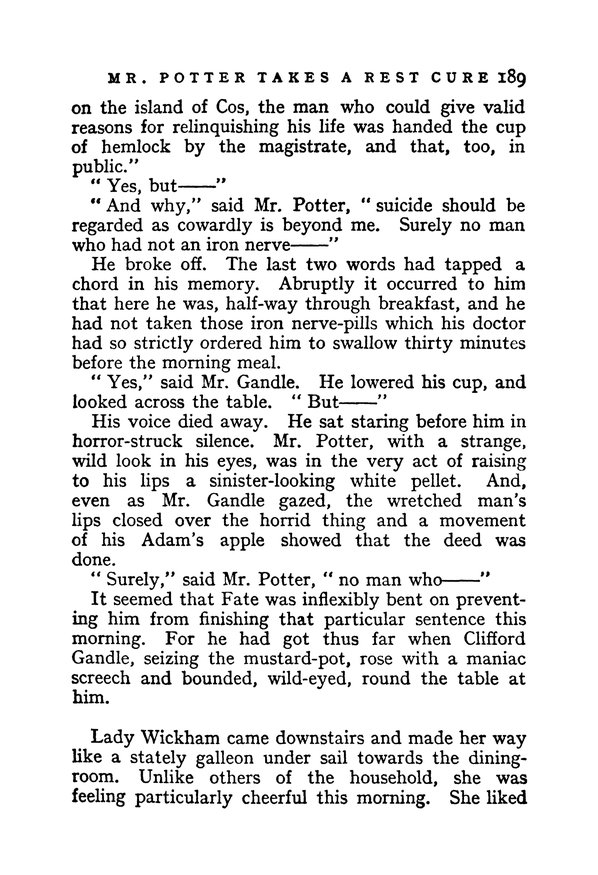 MR. POTTER TAKES A REST CURE 189
on the island of Cos, the man who could give valid
reasons for relinquishing his life was handed the cup
of hemlock by the magistrate, and that, too, in
public.”
“ Yes, but——”
“ And why,” said Mr. Potter, “ suicide should be
regarded as cowardly is beyond me. Surely no man
who had not an iron nerve——”
He broke off. The last two words had tapped a
chord in his memory. Abruptly it occurred to him
that here he was, half-way through breakfast, and he
had not taken those iron nerve-pills which his doctor
had so strictly ordered him to swallow thirty minutes
before the morning meal.
“ Yes,” said Mr. Gandle. He lowered his cup, and
looked across the table. “ But——”
His voice died away. He sat staring before him in
horror-struck silence. Mr. Potter, with a strange,
wild look in his eyes, was in the very act of raising
to his lips a sinister-looking white pellet. And,
even as Mr. Gandle gazed, the wretched man’s
lips closed over the horrid thing and a movement
of his Adam’s apple showed that the deed was
done.
“ Surely,” said Mr. Potter, “ no man who——”
It seemed that Fate was inflexibly bent on prevent-
ing him from finishing that particular sentence this
morning. For he had got thus far when Clifford
Gandle, seizing the mustard-pot, rose with a maniac
screech and bounded, wild-eyed, round the table at
him.
Lady Wickham came downstairs and made her way
like a stately galleon under sail towards the dining-
room. Unlike others of the household, she was
feeling particularly cheerful this morning. She liked